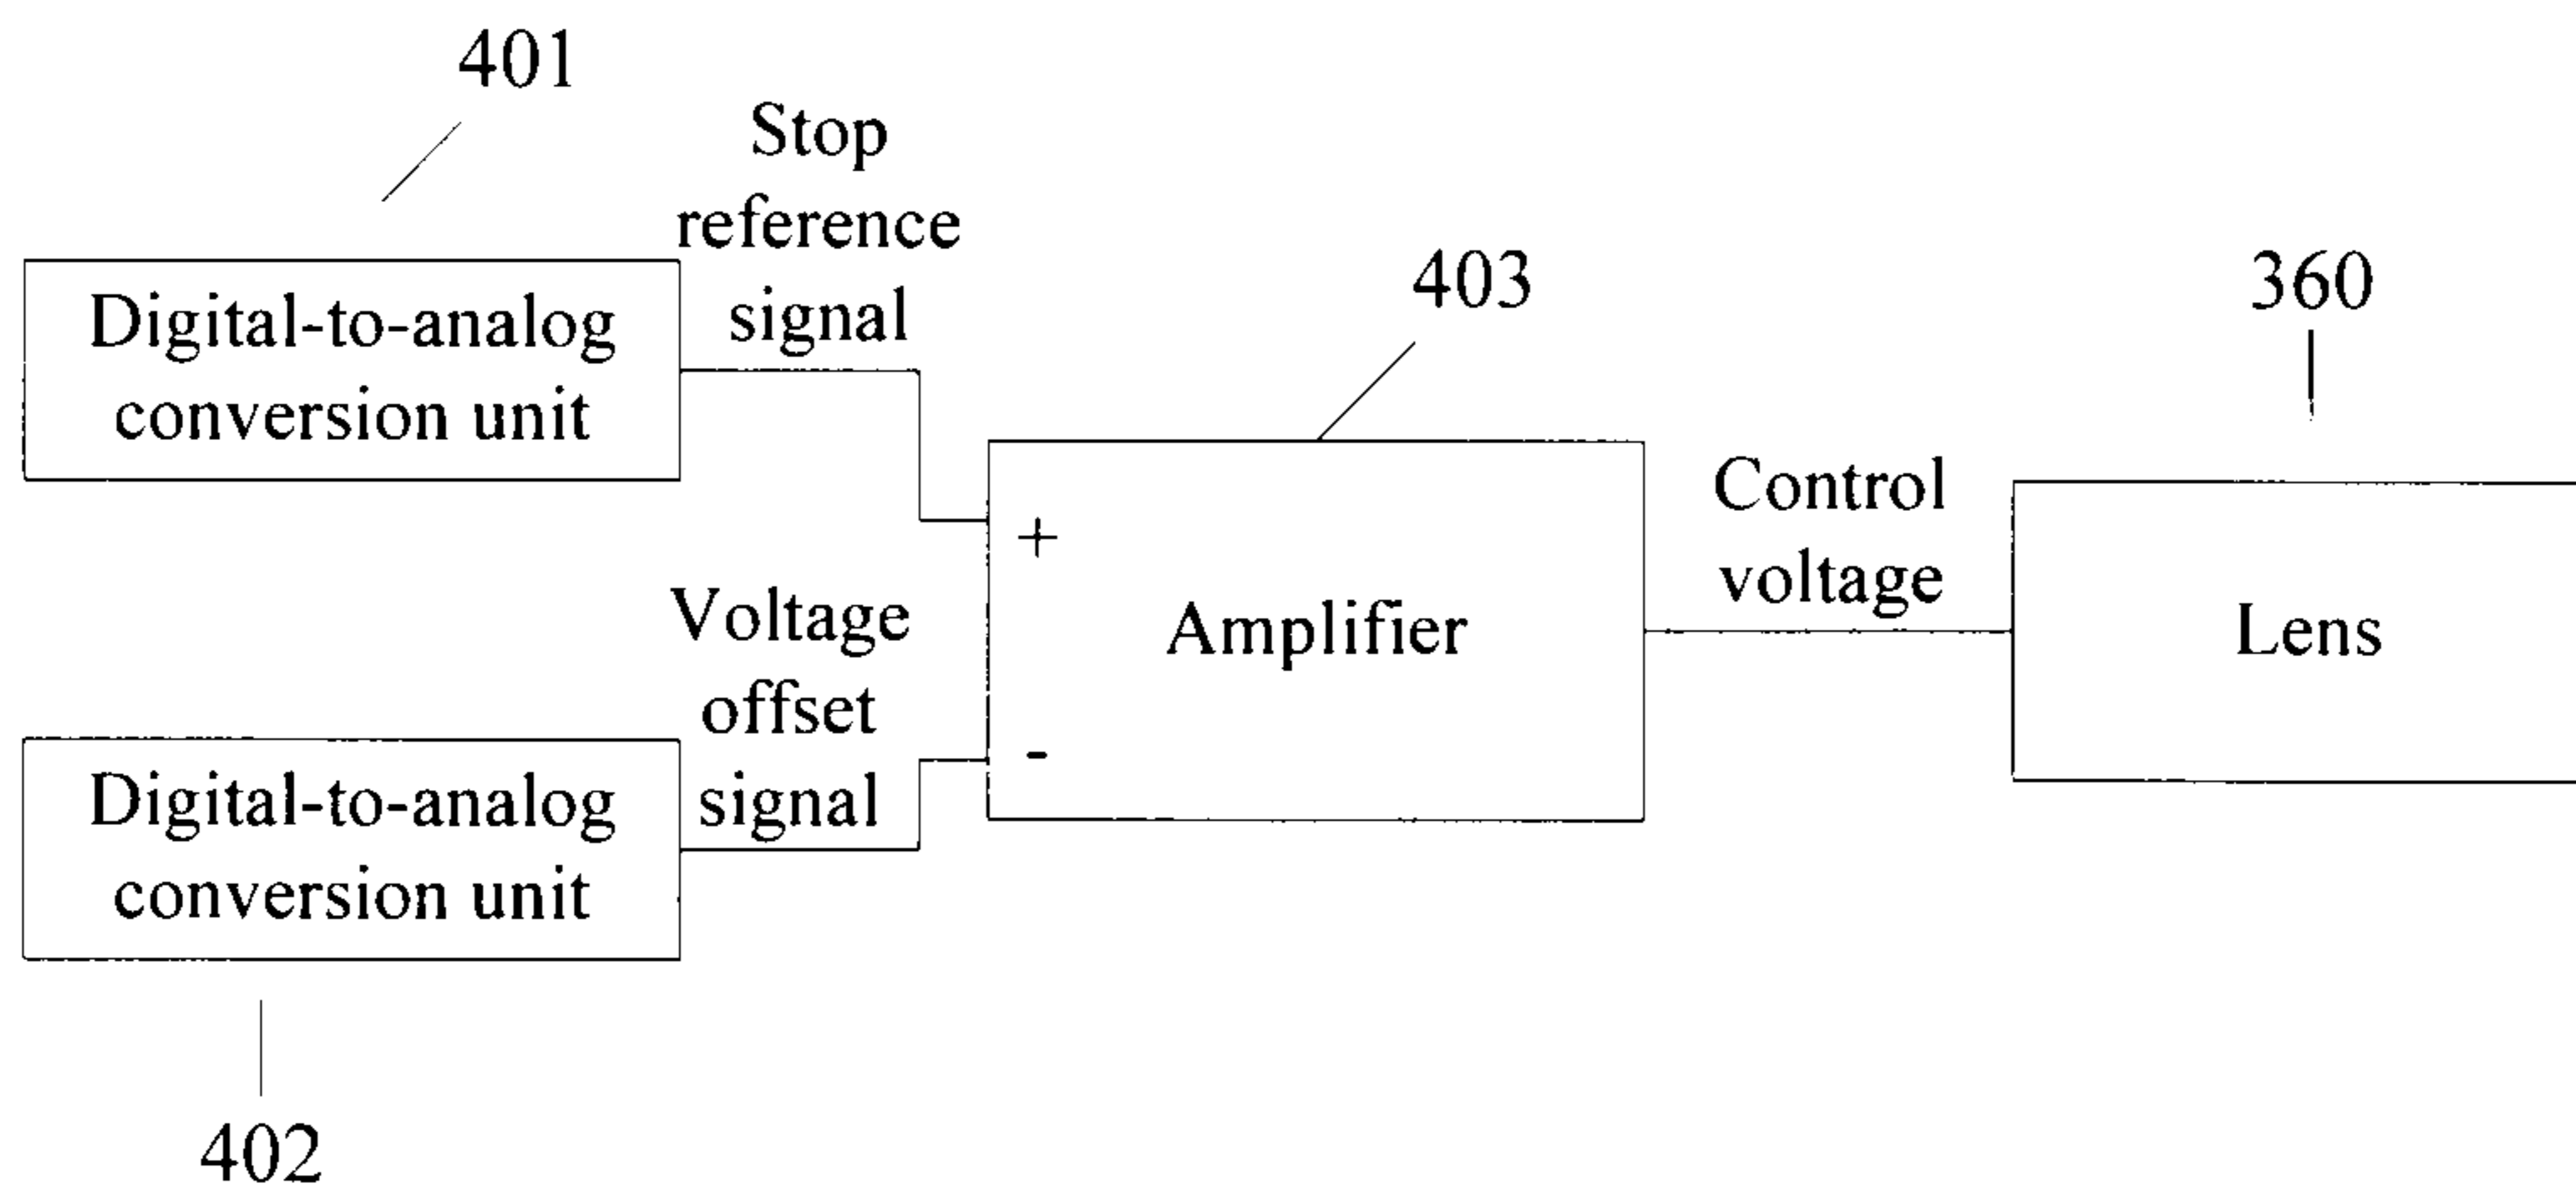 401
Stop
reference
signal
Digital-to-analog
conversion unit
403
360
+
Amplifier
-
Control
voltage
Lens
Voltage
offset
signal
Digital-to-analog
conversion unit
402